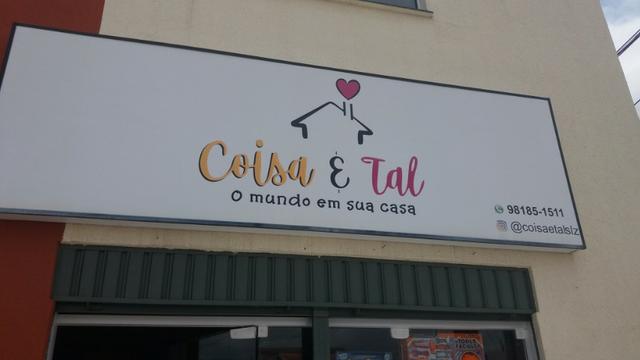 Coisa & Tal
O mundo em sua casa
98185-1511
@coisaetalslz